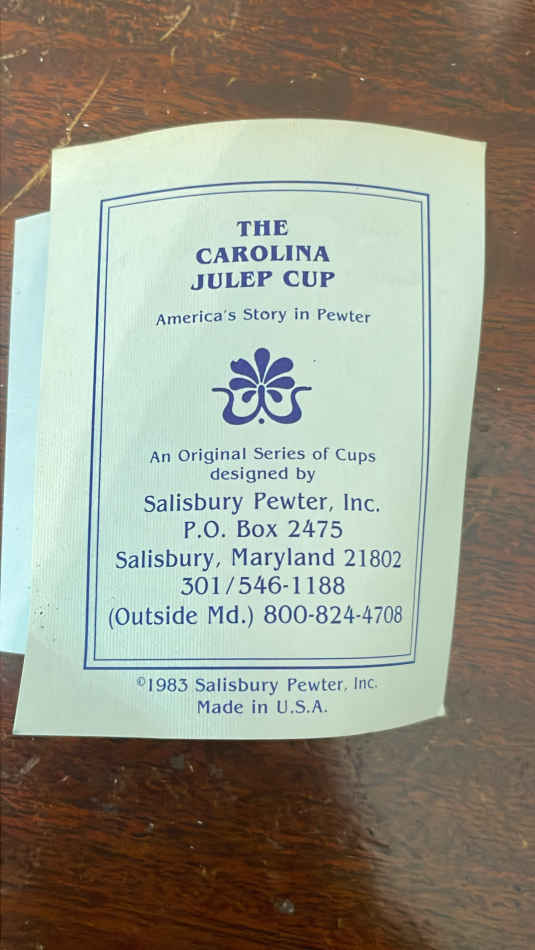 THE
CAROLINA
JULEP CUP
America's Story in Pewter
An Original Series of Cups
designed by
Salisbury Pewter, Inc.
P.O. Box 2475
Salisbury, Maryland 21802
301/546-1188
(Outside Md.) 800-824-4708
©1983 Salisbury Pewter, Inc.
Made in U.S.A.